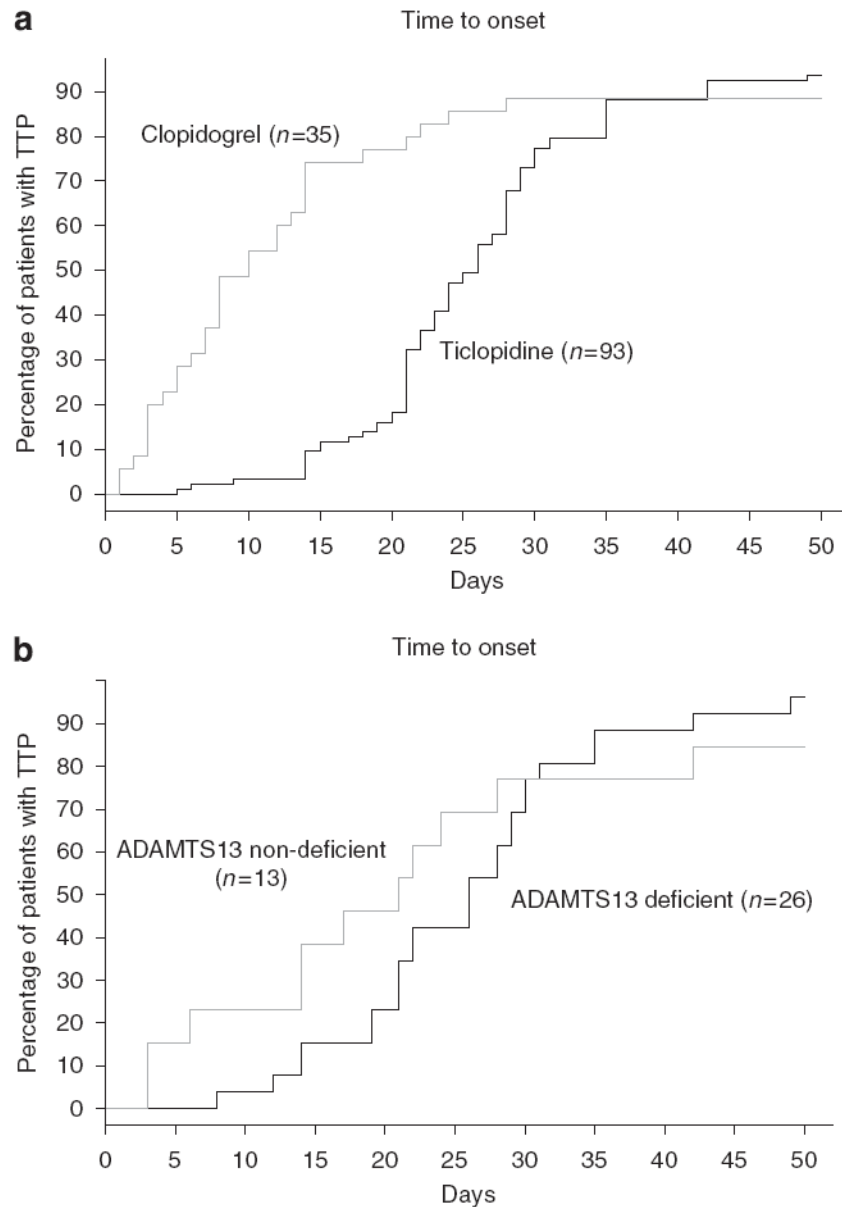 a
Time to onset
Percentage of patients with TTP
90
80
70
60
50
40
30
20
10
0
Clopidogrel (n=35)
Ticlopidine (n=93)
0 5 10 15 20 25 30 35 40 45 50
Days
b
Time to onset
Percentage of patients with TTP
90
80
70
60
50
40
30
20
10
0
ADAMTS13 non-deficient
(n=13)
ADAMTS13 deficient (n=26)
0 5 10 15 20 25 30 35 40 45 50
Days